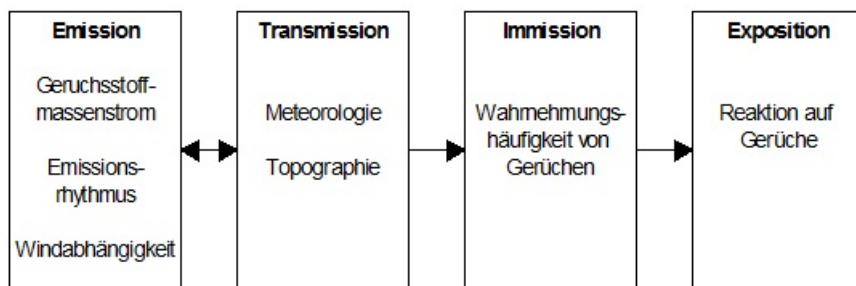 Emission
Geruchsstoff-
massenstrom
Emissions-
rhythmus
Windabhängigkeit
Transmission
Meteorologie
Topographie
Immission
Wahrnehmungs-
häufigkeit von
Gerüchen
Exposition
Reaktion auf
Gerüche